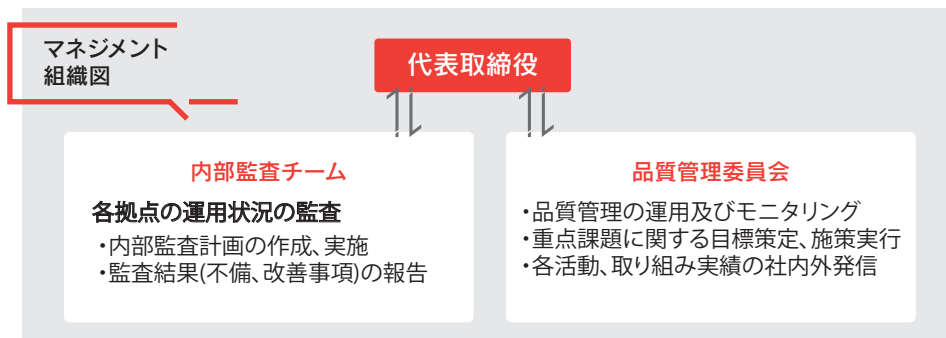 マネジメント
組織図
代表取締役
内部監査チーム
各拠点の運用状況の監査
・内部監査計画の作成、実施
・監査結果(不備、改善事項)の報告
品質管理委員会
・品質管理の運用及びモニタリング
・重点課題に関する目標策定、施策実行
・各活動、取り組み実績の社内外発信